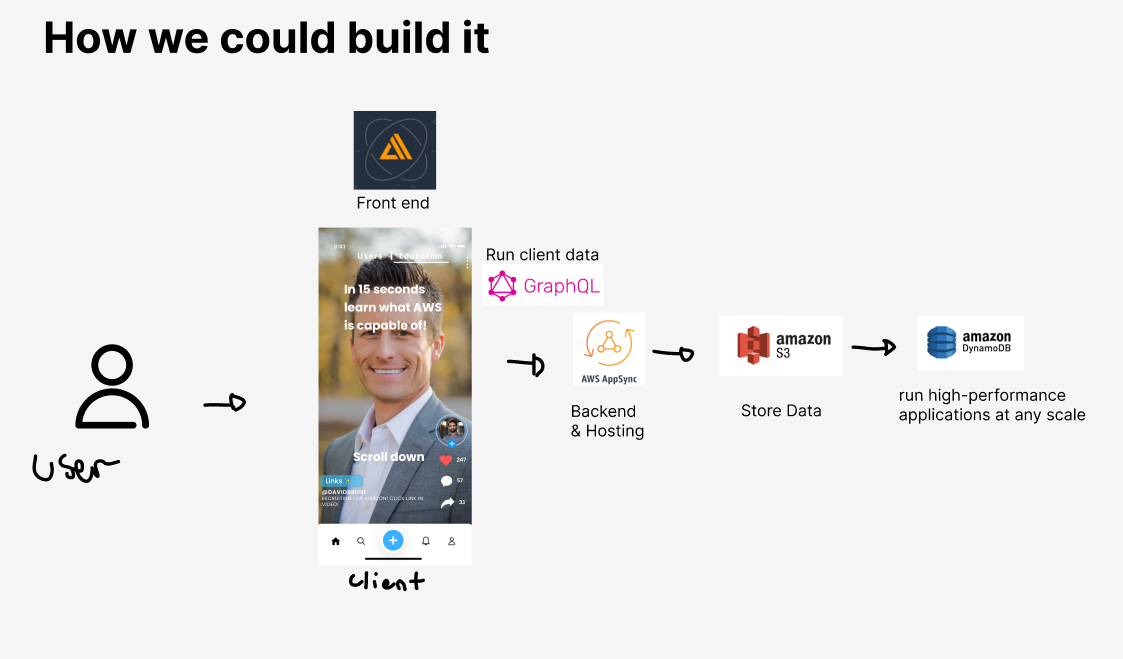 How we could build it
Front end
9:41
Users | Education
In 15 seconds
learn what AWS
is capable of!
Scroll down
247
57
33
Links
RECRUITING FOR AMAZON! CLICK LINK IN
VIDEO!
client
user
Run client data
GraphQL
AWS AppSync
Backend
& Hosting
amazon
S3
Store Data
amazon
DynamoDB
run high-performance
applications at any scale